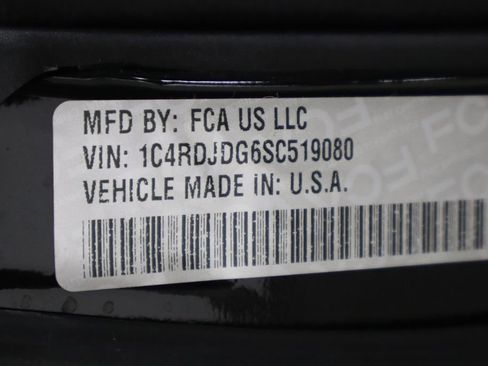 MFD BY: FCA US LLC
VIN: 1C4RDJDG6SC519080
VEHICLE MADE IN: U.S.A.